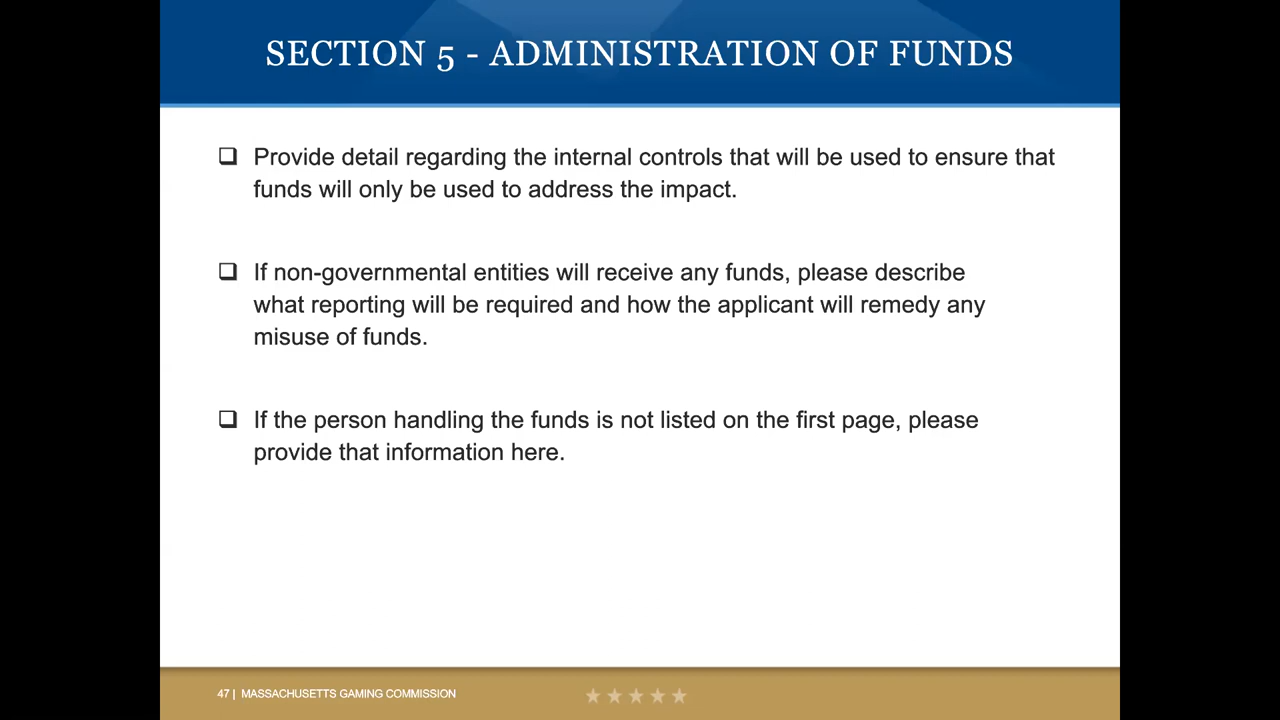 SECTION 5 - ADMINISTRATION OF FUNDS
Provide detail regarding the internal controls that will be used to ensure that
funds will only be used to address the impact.
If non-governmental entities will receive any funds, please describe
what reporting will be required and how the applicant will remedy any
misuse of funds.
If the person handling the funds is not listed on the first page, please
provide that information here.
47 | MASSACHUSETTS GAMING COMMISSION